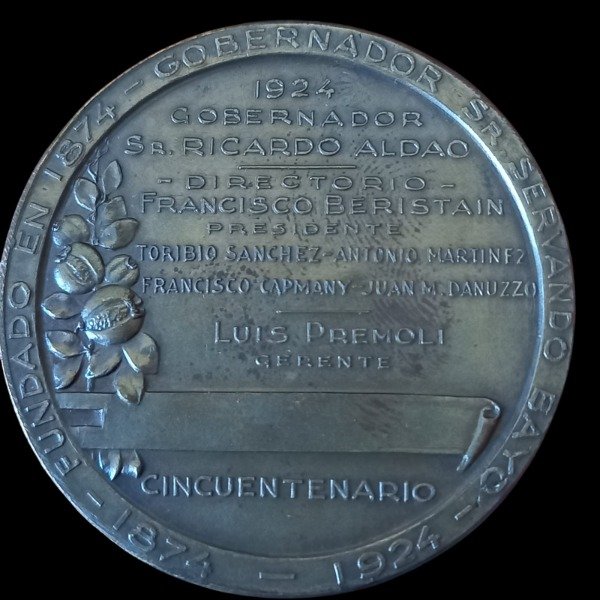 FUNDADO EN 1874 - GOBERNADOR SR. SERVANDO BAYO -
1874 - 1924 -
1924
GOBERNADOR
SR. RICARDO ALDAO
- DIRECTORIO -
FRANCISCO BERISTAIN
PRESIDENTE
TORIBIO SANCHEZ-ANTONIO MARTINEZ
FRANCISCO CAPMANY-JUAN M. DANUZZO
LUIS PREMOLI
GERENTE
CINCUENTENARIO